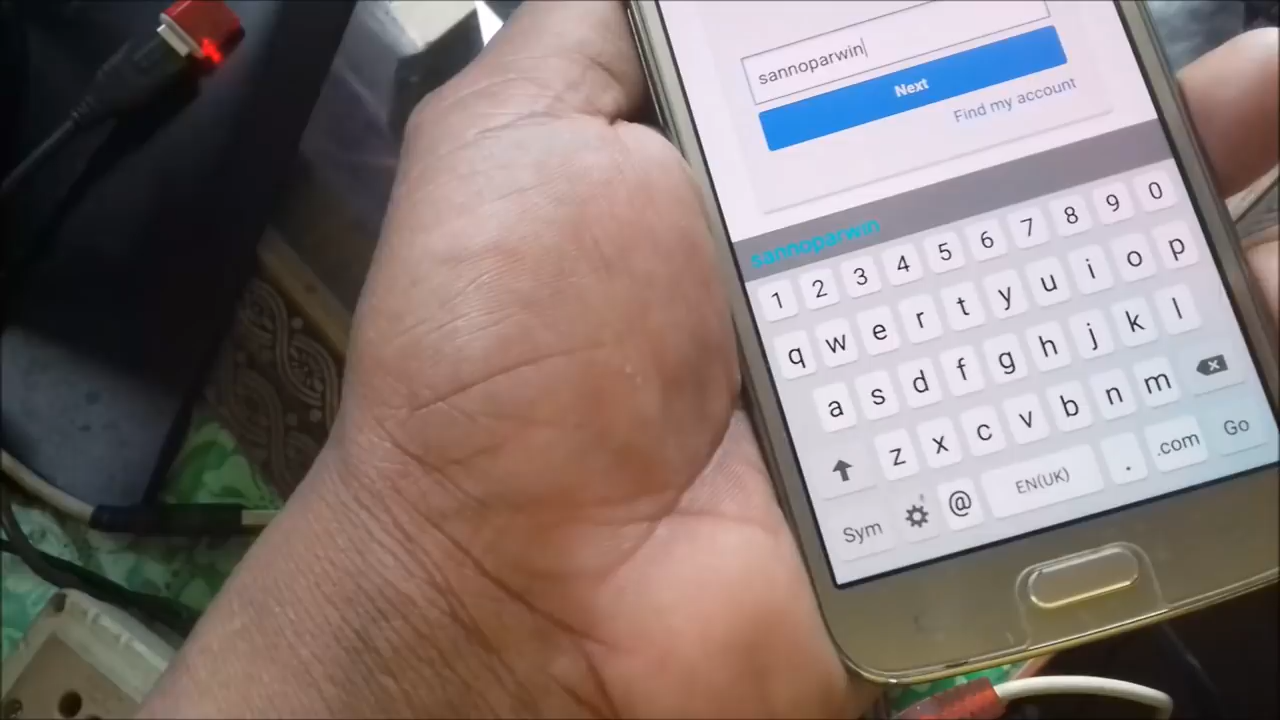 sannoparwin
Next
Find my account
sannoparwin
1 2 3 4 5 6 7 8 9 0
q w e r t y u i o p
a s d f g h j k l
z x c v b n m
Sym @ EN(UK) . .com Go